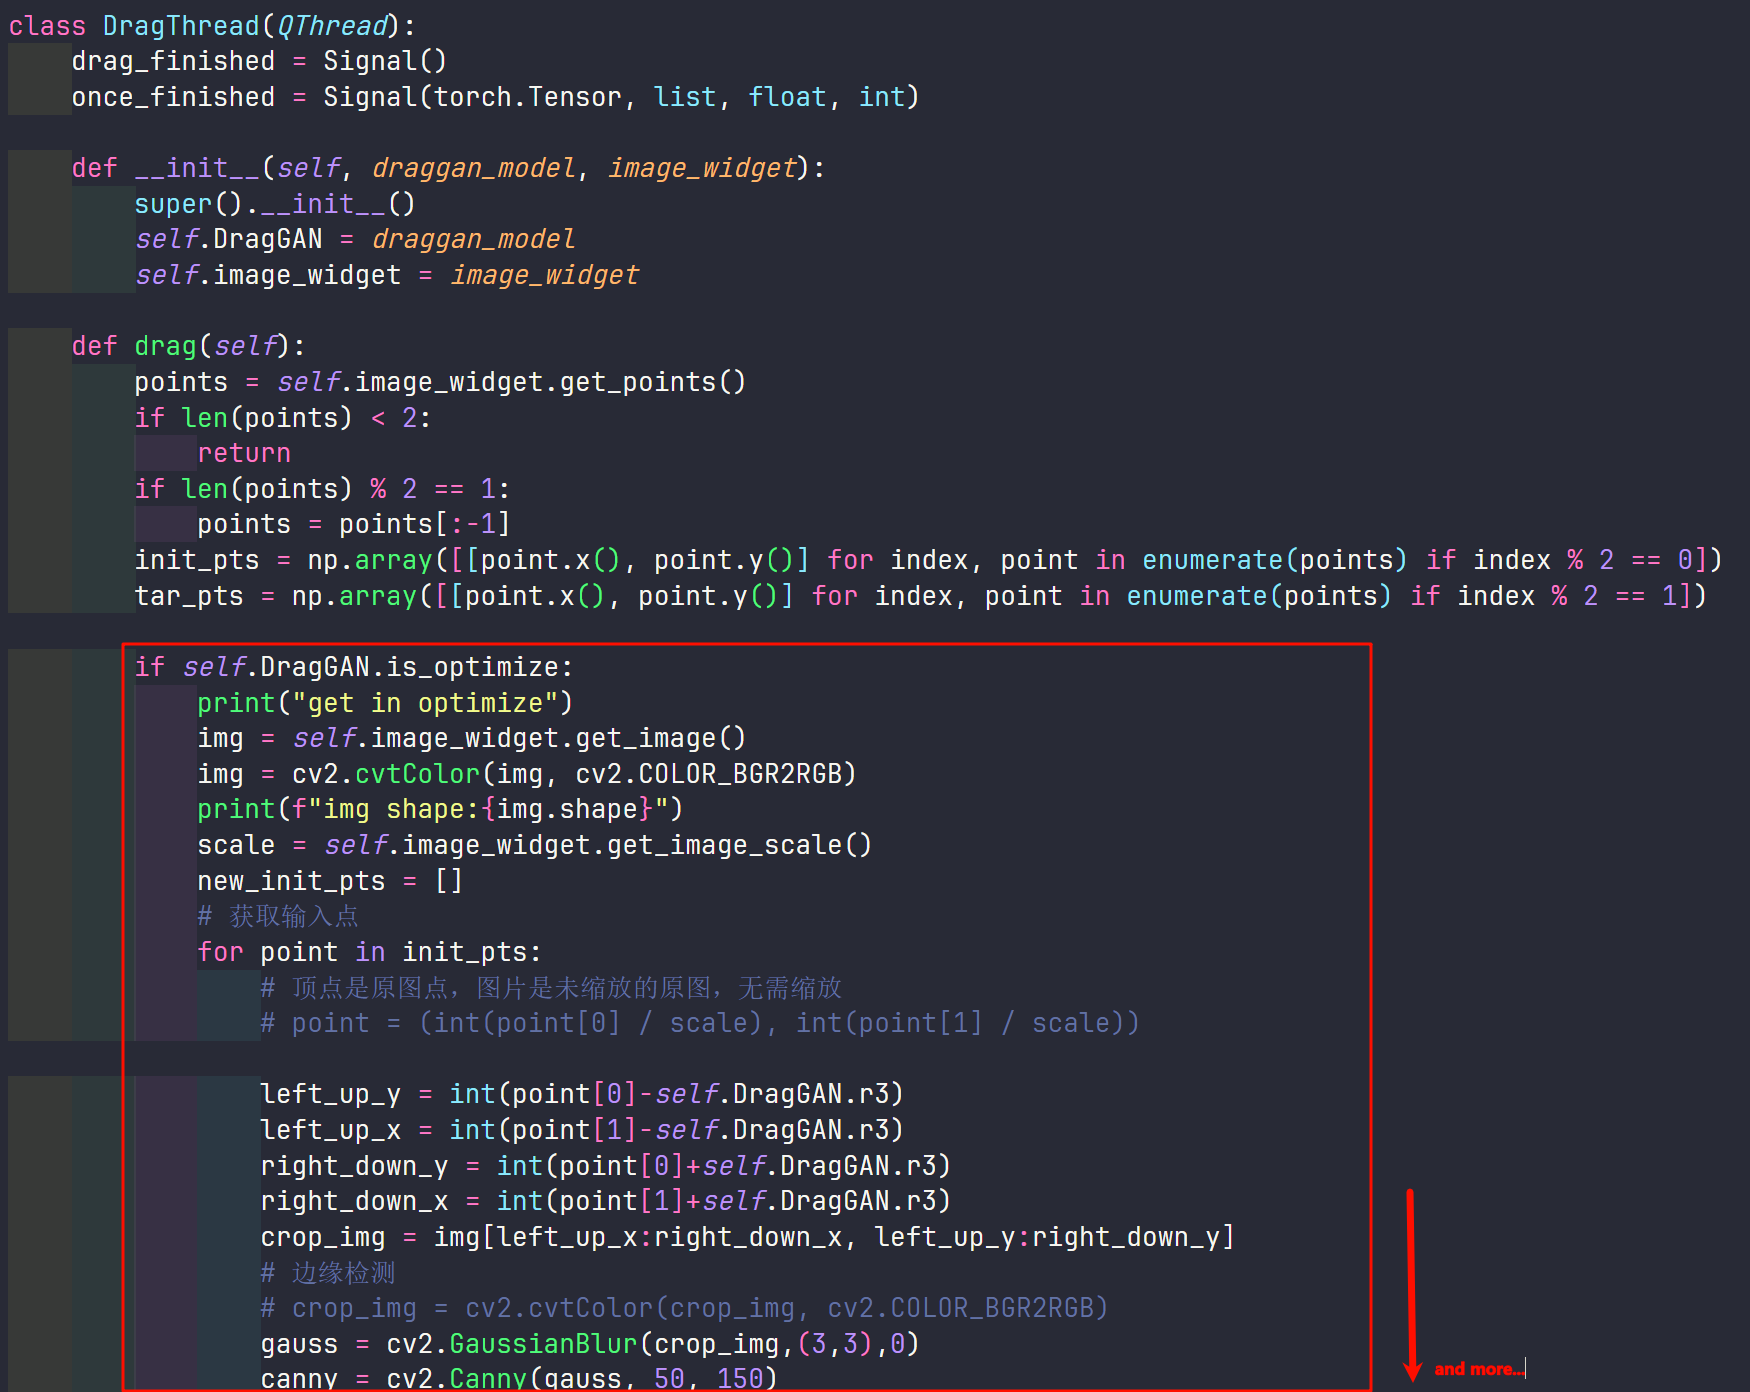 class DragThread(QThread):
    drag_finished = Signal()
    once_finished = Signal(torch.Tensor, list, float, int)
    def __init__(self, draggan_model, image_widget):
        super().__init__()
        self.DragGAN = draggan_model
        self.image_widget = image_widget
    def drag(self):
        points = self.image_widget.get_points()
        if len(points) < 2:
            return
        if len(points) % 2 == 1:
            points = points[:-1]
        init_pts = np.array([[point.x(), point.y()] for index, point in enumerate(points) if index % 2 == 0])
        tar_pts = np.array([[point.x(), point.y()] for index, point in enumerate(points) if index % 2 == 1])
        if self.DragGAN.is_optimize:
            print("get in optimize")
            img = self.image_widget.get_image()
            img = cv2.cvtColor(img, cv2.COLOR_BGR2RGB)
            print(f"img shape:{img.shape}")
            scale = self.image_widget.get_image_scale()
            new_init_pts = []
            # 获取输入点
            for point in init_pts:
                # 顶点是原图点，图片是未缩放的原图，无需缩放
                # point = (int(point[0] / scale), int(point[1] / scale))
                left_up_y = int(point[0]-self.DragGAN.r3)
                left_up_x = int(point[1]-self.DragGAN.r3)
                right_down_y = int(point[0]+self.DragGAN.r3)
                right_down_x = int(point[1]+self.DragGAN.r3)
                crop_img = img[left_up_x:right_down_x, left_up_y:right_down_y]
                # 边缘检测
                # crop_img = cv2.cvtColor(crop_img, cv2.COLOR_BGR2RGB)
                gauss = cv2.GaussianBlur(crop_img,(3,3),0)
                canny = cv2.Canny(gauss, 50, 150)
and more...